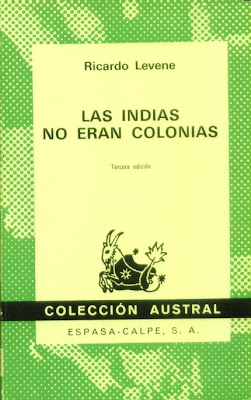 Ricardo Levene
LAS INDIAS
NO ERAN COLONIAS
Tercera edición
COLECCIÓN AUSTRAL
ESPASA-CALPE, S. A.